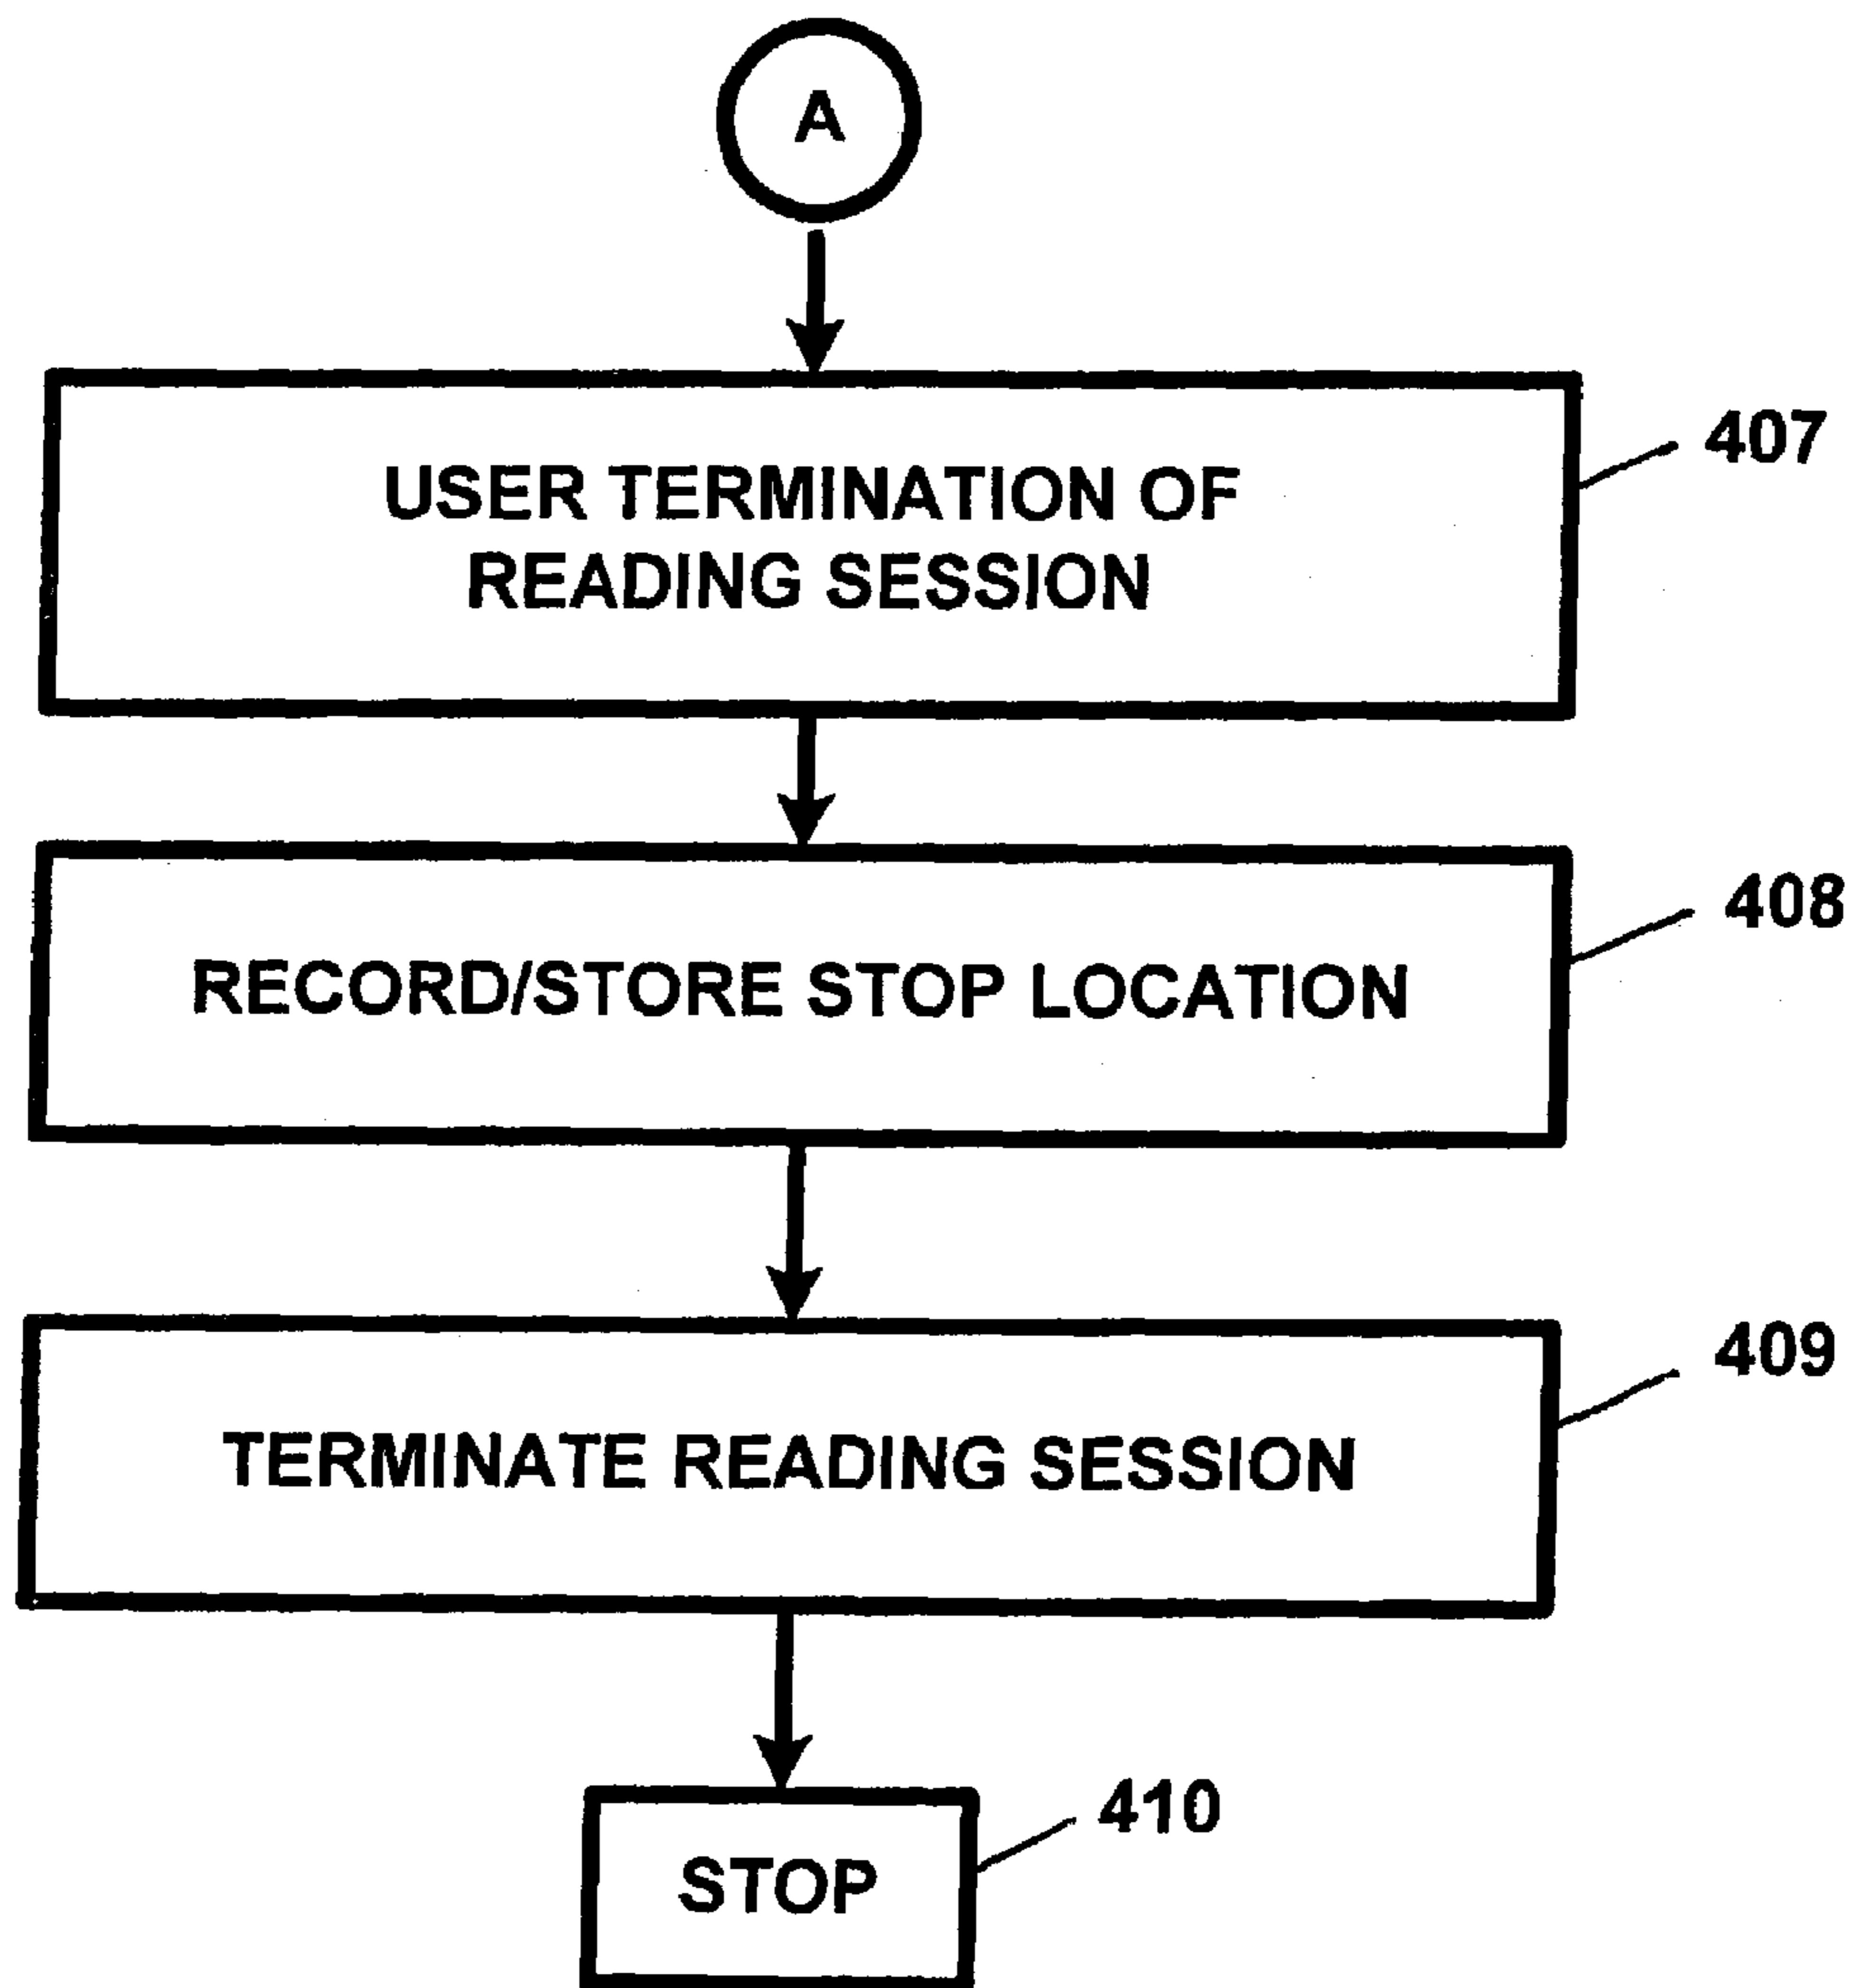 A
USER TERMINATION OF
READING SESSION
407
RECORD/STORE STOP LOCATION
408
TERMINATE READING SESSION
409
STOP
410